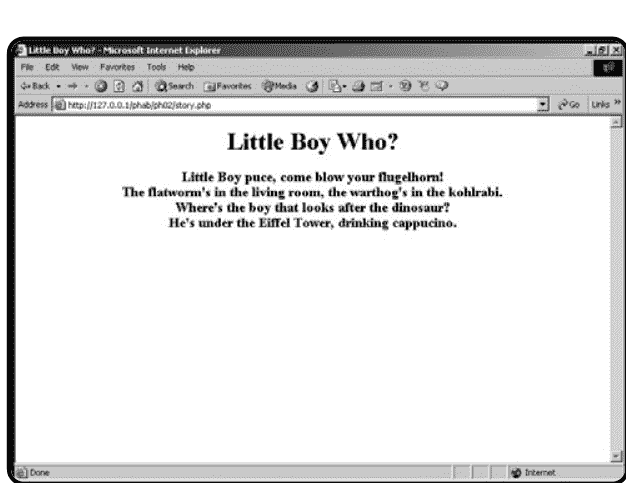 Little Boy Who? - Microsoft Internet Explorer
File Edit View Favorites Tools Help
Back Search Favorites Media
Address http://127.0.0.1/phab/ph02/story.php Go Links »
Little Boy Who?
Little Boy puce, come blow your flugelhorn!
The flatworm's in the living room, the warthog's in the kohlrabi.
Where's the boy that looks after the dinosaur?
He's under the Eiffel Tower, drinking cappucino.
Done Internet